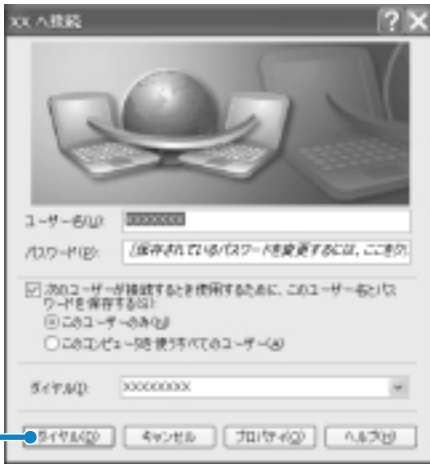 xx へ接続
ユーザー名(U):
xxxxxxxx
パスワード(P):
[保存されているパスワードを変更するには、ここをク
次のユーザーが接続するとき使用するために、このユーザー名とパス
ワードを保存する(S):
このユーザーのみ(N)
このコンピュータを使うすべてのユーザー(A)
ダイヤル(I):
xxxxxxxx
ダイヤル(D) キャンセル プロパティ(O) ヘルプ(H)